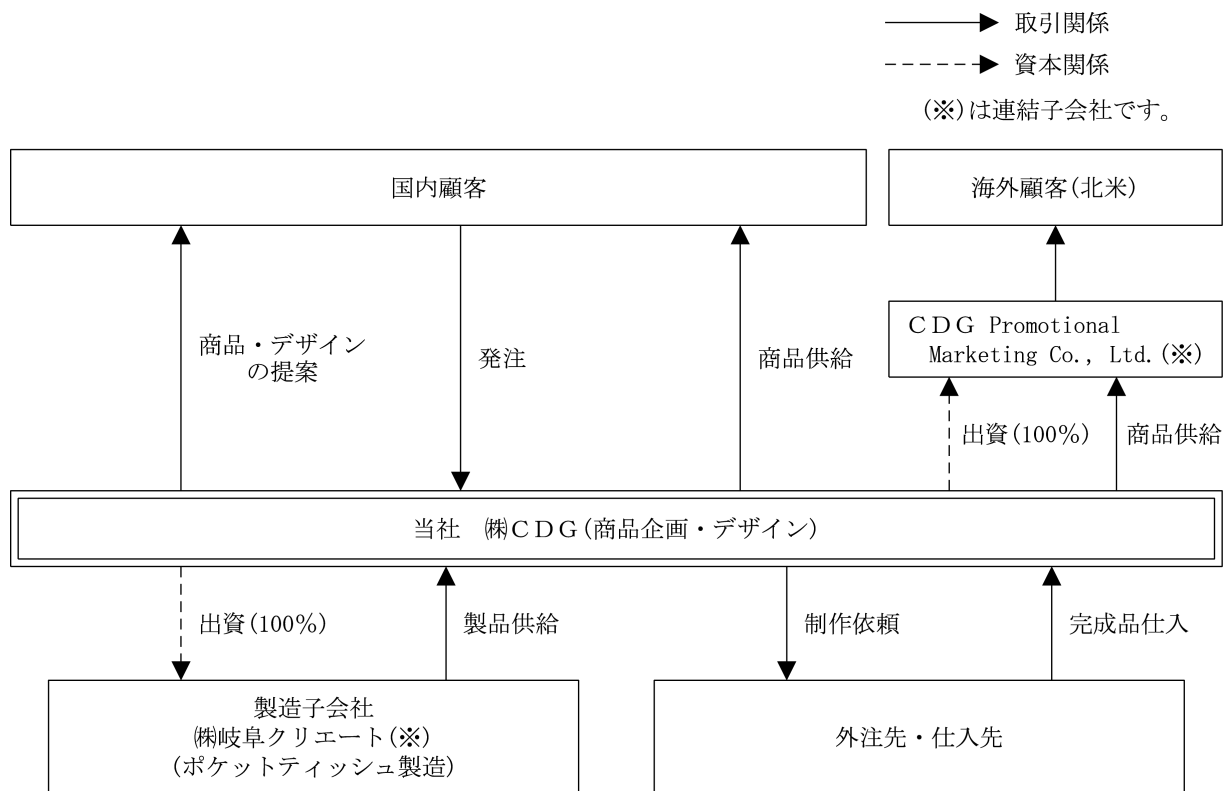 取引関係
資本関係
(※)は連結子会社です。
国内顧客
海外顧客(北米)
商品・デザイン
の提案
発注
商品供給
ＣＤＧ Promotional
Marketing Co., Ltd.(※)
出資(100%)
商品供給
当社　㈱ＣＤＧ(商品企画・デザイン)
出資(100%)
製品供給
制作依頼
完成品仕入
製造子会社
㈱岐阜クリエート(※)
(ポケットティッシュ製造)
外注先・仕入先